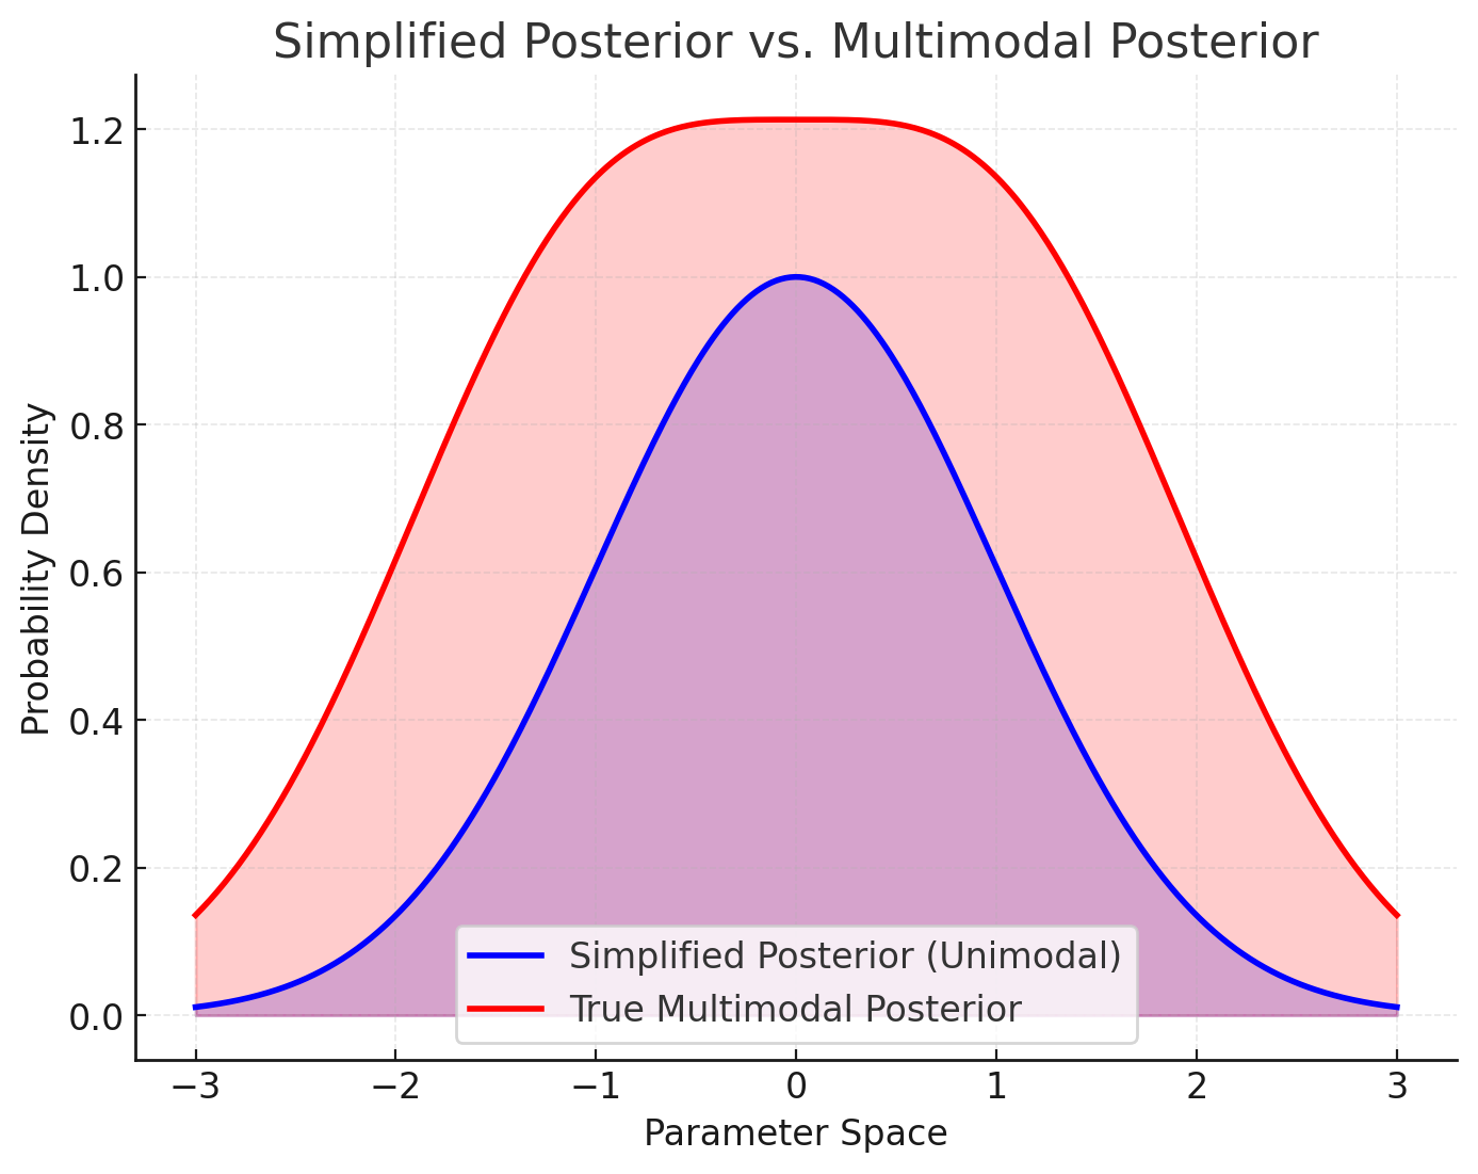 Simplified Posterior vs. Multimodal Posterior
Probability Density
1.2
1.0
0.8
0.6
0.4
0.2
0.0
Simplified Posterior (Unimodal)
True Multimodal Posterior
−3
−2
−1
0
1
2
3
Parameter Space